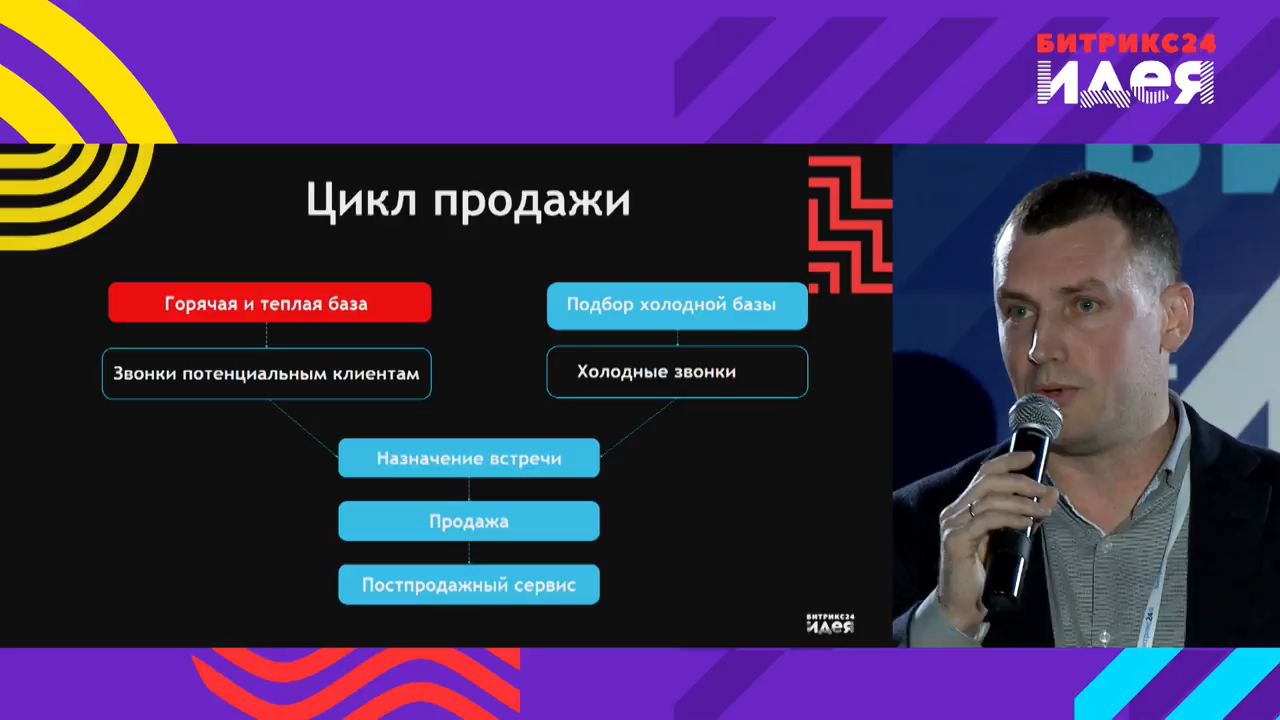 БИТРИКС24
идея
Цикл продажи
Горячая и теплая база
Подбор холодной базы
Звонки потенциальным клиентам
Холодные звонки
Назначение встречи
Продажа
Постпродажный сервис
БИТРИКС24
идея